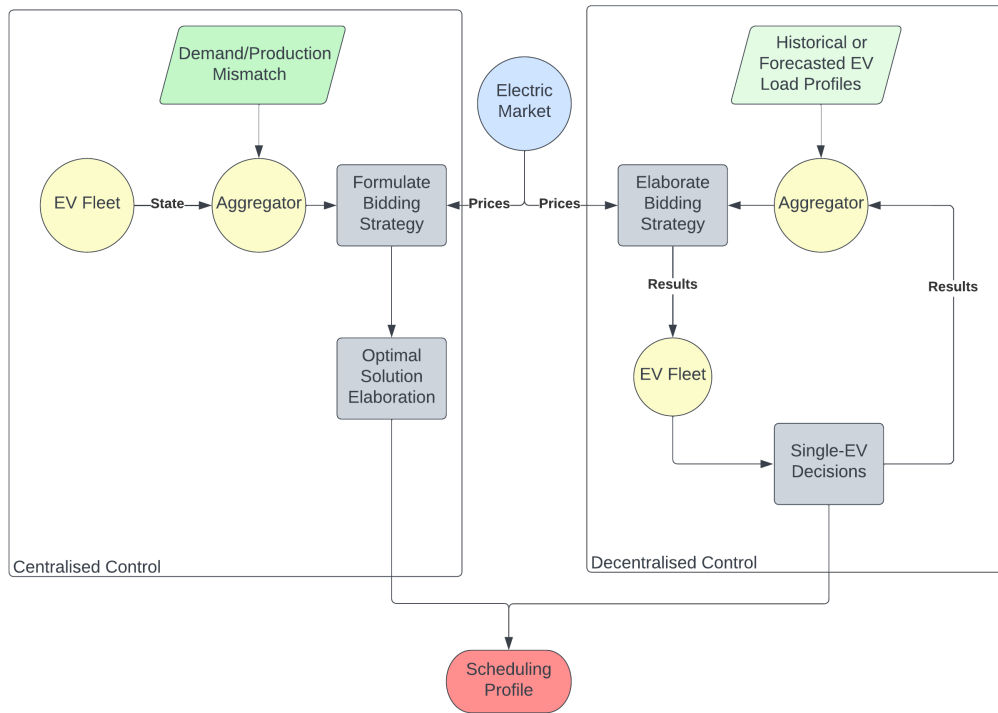 Demand/Production
Mismatch
Electric
Market
Historical or
Forecasted EV
Load Profiles
EV Fleet
State
Aggregator
Formulate
Bidding
Strategy
Prices
Prices
Elaborate
Bidding
Strategy
Aggregator
Results
Results
Optimal
Solution
Elaboration
EV Fleet
Single-EV
Decisions
Centralised Control
Decentralised Control
Scheduling
Profile